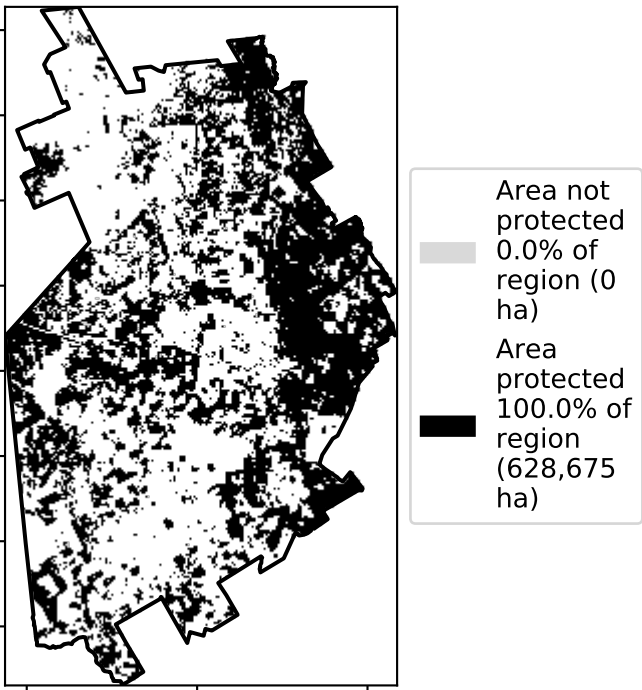 Area not
protected
0.0% of
region (0
ha)
Area
protected
100.0% of
region
(628,675
ha)